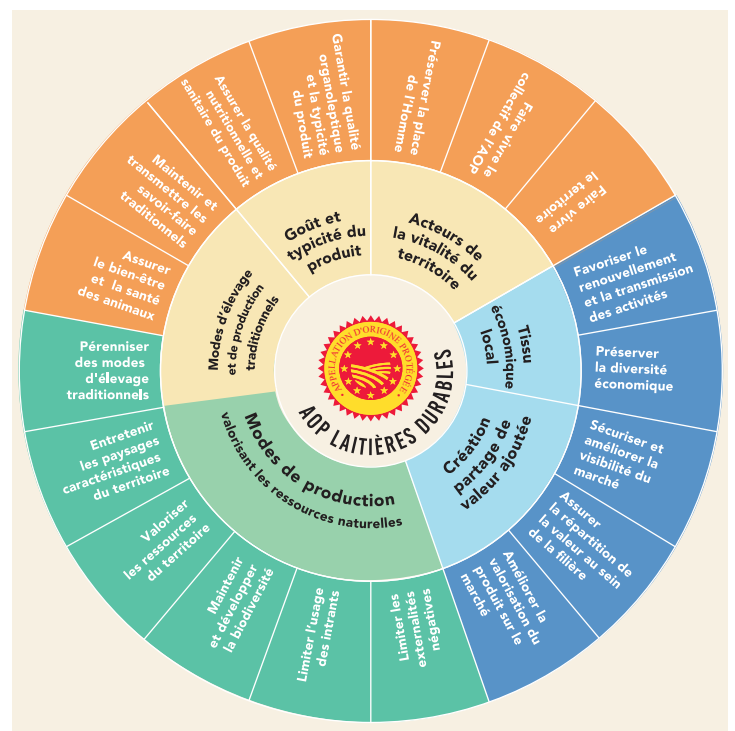 Préserver la place
de l'Homme
Faire vivre le
collectif de l'AOP
Faire vivre
le territoire
Favoriser le
renouvellement
et la transmission
des activités
Préserver
la diversité
économique
Sécuriser et
améliorer la
visibilité du
marché
Assurer
la répartition de
la valeur au sein
de la filière
Améliorer la
valorisation du
produit sur le
marché
Limiter les
externalités
négatives
Limiter l'usage
des intrants
Maintenir
et développer
la biodiversité
Valoriser
les ressources
du territoire
Entretenir
les paysages
caractéristiques
du territoire
Pérenniser
des modes
d'élevage
traditionnels
Assurer
le bien-être
et la santé
des animaux
Maintenir et
transmettre les
savoir-faire
traditionnels
Assurer la qualité
nutritionnelle et
sanitaire du produit
Garantir la qualité
organoleptique
et la typicité
du produit
Acteurs de
la vitalité du
territoire
Tissu
économique
local
Création
partage de
valeur ajoutée
Modes de production
valorisant les ressources naturelles
Modes d'élevage
et de production
traditionnels
Goût et
typicité du
produit
APPELLATION D'ORIGINE PROTÉGÉE
AOP LAITIÈRES DURABLES